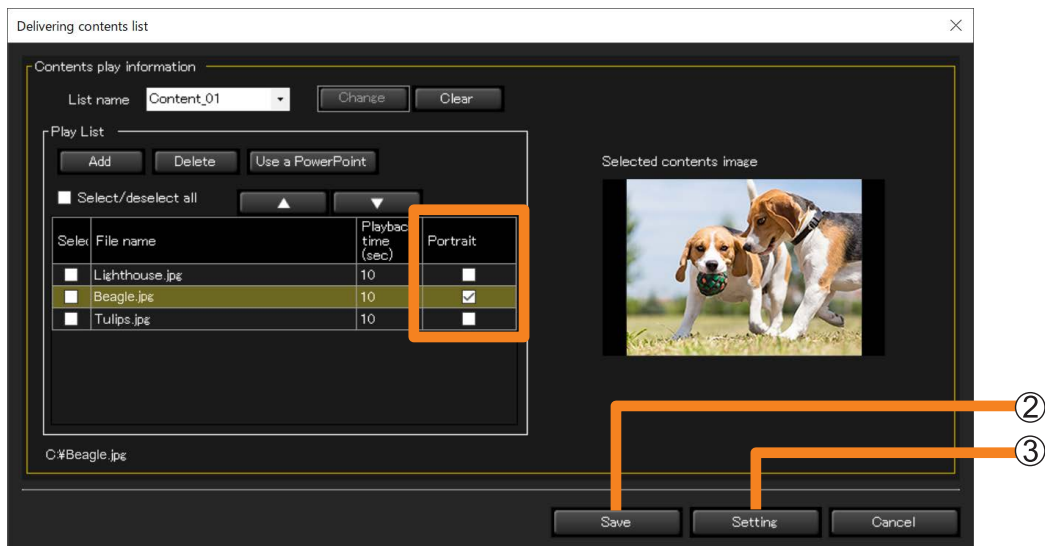 Delivering contents list
Contents play information
List name Content_01 Change Clear
Play List
Add Delete Use a PowerPoint
Selected contents image
Select/deselect all ▲ ▼
Selec File name Playbac time (sec) Portrait
Lighthouse.jpg 10
Beagle.jpg 10
Tulips.jpg 10
②
C:¥Beagle.jpg
③
Save Setting Cancel